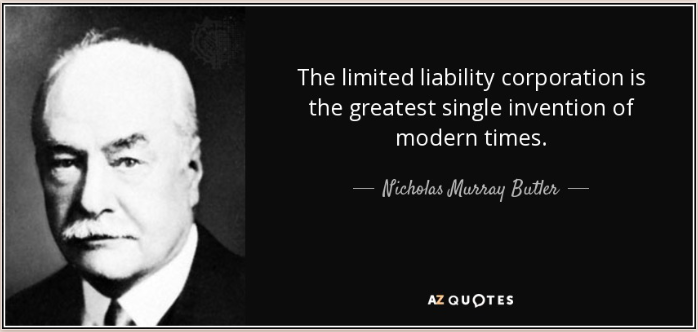 The limited liability corporation is
the greatest single invention of
modern times.
Nicholas Murray Butler
AZ QUOTES